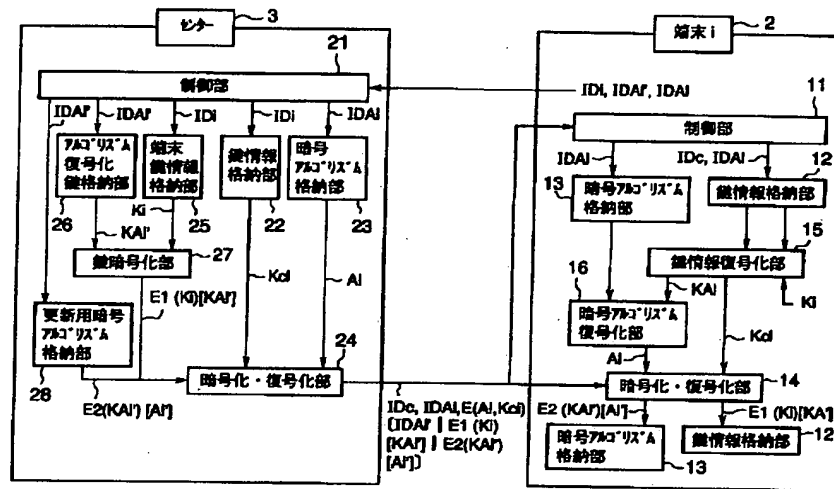 センター
3
端末 i
2
21
制御部
IDi, IDAi', IDAi
11
IDAi'
IDAi'
IDi
IDi
IDAi
制御部
アルゴリズム
復号化
鍵格納部
端末
鍵情報
格納部
鍵情報
格納部
暗号
アルゴリズム
格納部
IDAi
IDc, IDAi
12
13
暗号アルゴリズム
格納部
鍵情報格納部
26
Ki
25
22
23
KAi'
15
鍵暗号化部
27
16
鍵情報復号化部
Kci
Ai
KAi
Ki
E1 (Ki)[KAi']
暗号アルゴリズム
復号化部
更新用暗号
アルゴリズム
格納部
24
Kci
Ai
暗号化・復号化部
暗号化・復号化部
14
28
E2(KAi') [Ai']
IDc, IDAi,E(Ai,Kci)
[IDAi' || E1 (Ki)
[KAi'] || E2(KAi')
[Ai']]
E2 (KAi')[Ai']
E1 (Ki)[KA']
暗号アルゴリズム
格納部
鍵情報格納部
12
13